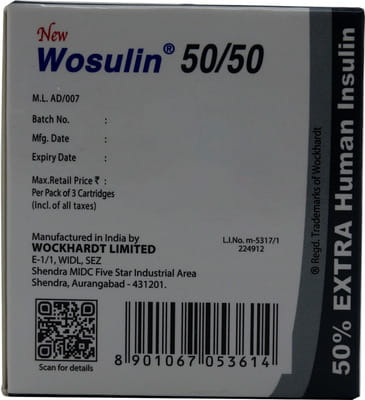 New
Wosulin® 50/50
M.L. AD/007
Batch No. :
Mfg. Date :
Expiry Date :
Max.Retail Price ₹ :
Per Pack of 3 Cartridges
(Incl. of all taxes)
Manufactured in India by
WOCKHARDT LIMITED
E-1/1, WIDL, SEZ
Shendra MIDC Five Star Industrial Area
Shendra, Aurangabad - 431201.
L.I.No. m-5317/1
224912
Scan for details
8 901067 053614
® Regd. Trademarks of Wockhardt
50% EXTRA Human Insulin